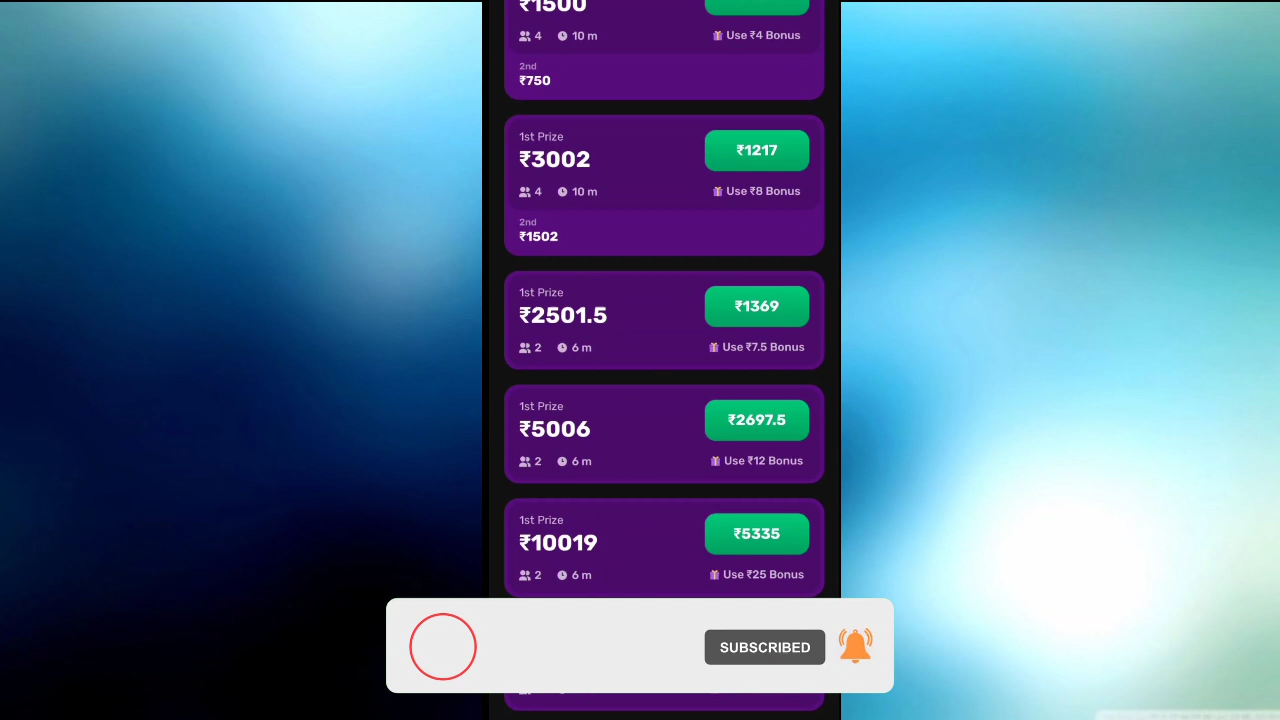 ₹1500
4 10 m Use ₹4 Bonus
2nd
₹750
1st Prize
₹3002
₹1217
4 10 m Use ₹8 Bonus
2nd
₹1502
1st Prize
₹2501.5
₹1369
2 6 m Use ₹7.5 Bonus
1st Prize
₹5006
₹2697.5
2 6 m Use ₹12 Bonus
1st Prize
₹10019
₹5335
2 6 m Use ₹25 Bonus
SUBSCRIBED